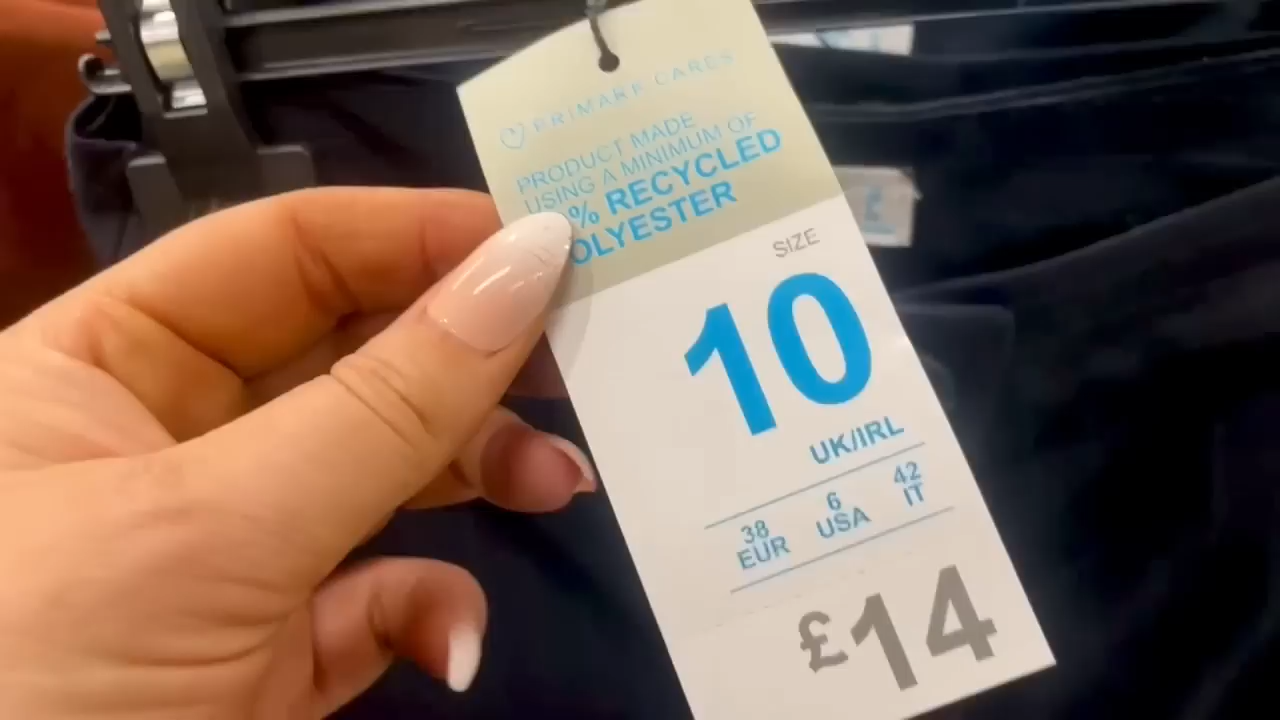 PRIMARK CARES
PRODUCT MADE
USING A MINIMUM OF
% RECYCLED
OLYESTER
SIZE
10
UK/IRL
38 6 42
EUR USA IT
£14